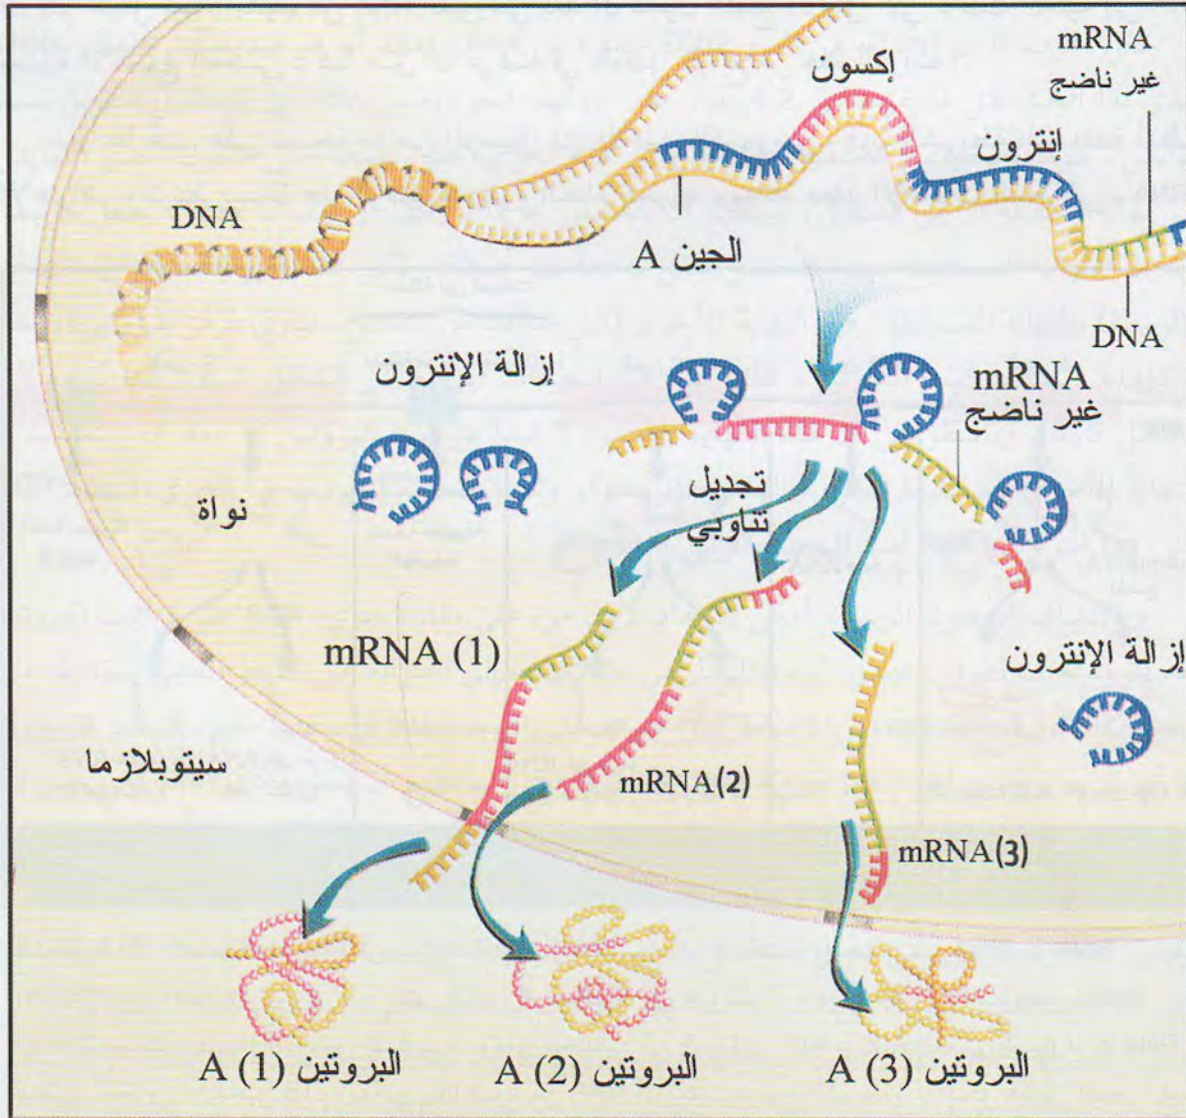 mRNA
غير ناضج
إكسون
إنترون
DNA
الجين A
DNA
إزالة الإنترون
mRNA
غير ناضج
تجديل
تناوبي
نواة
mRNA (1)
إزالة الإنترون
سيتوبلازما
mRNA(2)
mRNA(3)
البروتين A (1)
البروتين A (2)
البروتين A (3)